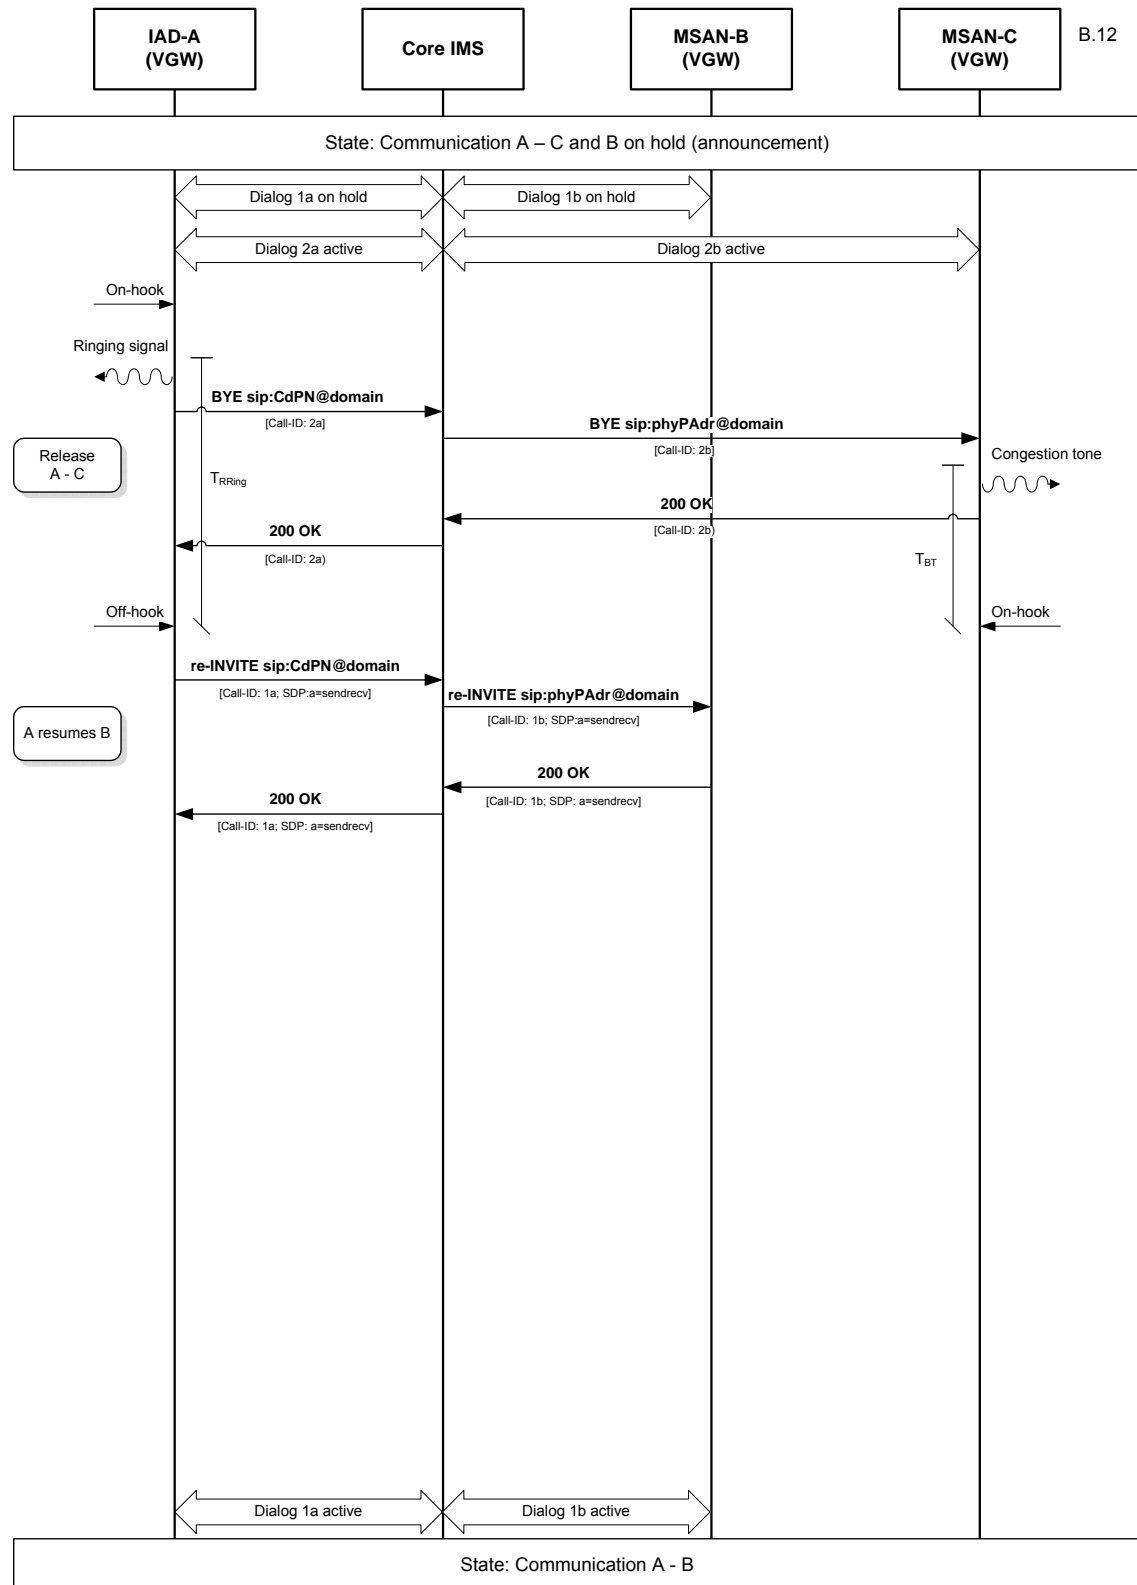 IAD-A
(VGW)
Core IMS
MSAN-B
(VGW)
MSAN-C
(VGW)
B.12
State: Communication A – C and B on hold (announcement)
Dialog 1a on hold
Dialog 1b on hold
Dialog 2a active
Dialog 2b active
On-hook
Ringing signal
BYE sip:CdPN@domain
[Call-ID: 2a]
BYE sip:phyPAdr@domain
[Call-ID: 2b]
Release
A - C
TRRing
Congestion tone
200 OK
[Call-ID: 2b)
200 OK
[Call-ID: 2a)
TBT
Off-hook
On-hook
re-INVITE sip:CdPN@domain
[Call-ID: 1a; SDP:a=sendrecv]
re-INVITE sip:phyPAdr@domain
[Call-ID: 1b; SDP:a=sendrecv]
A resumes B
200 OK
[Call-ID: 1b; SDP: a=sendrecv]
200 OK
[Call-ID: 1a; SDP: a=sendrecv]
Dialog 1a active
Dialog 1b active
State: Communication A - B